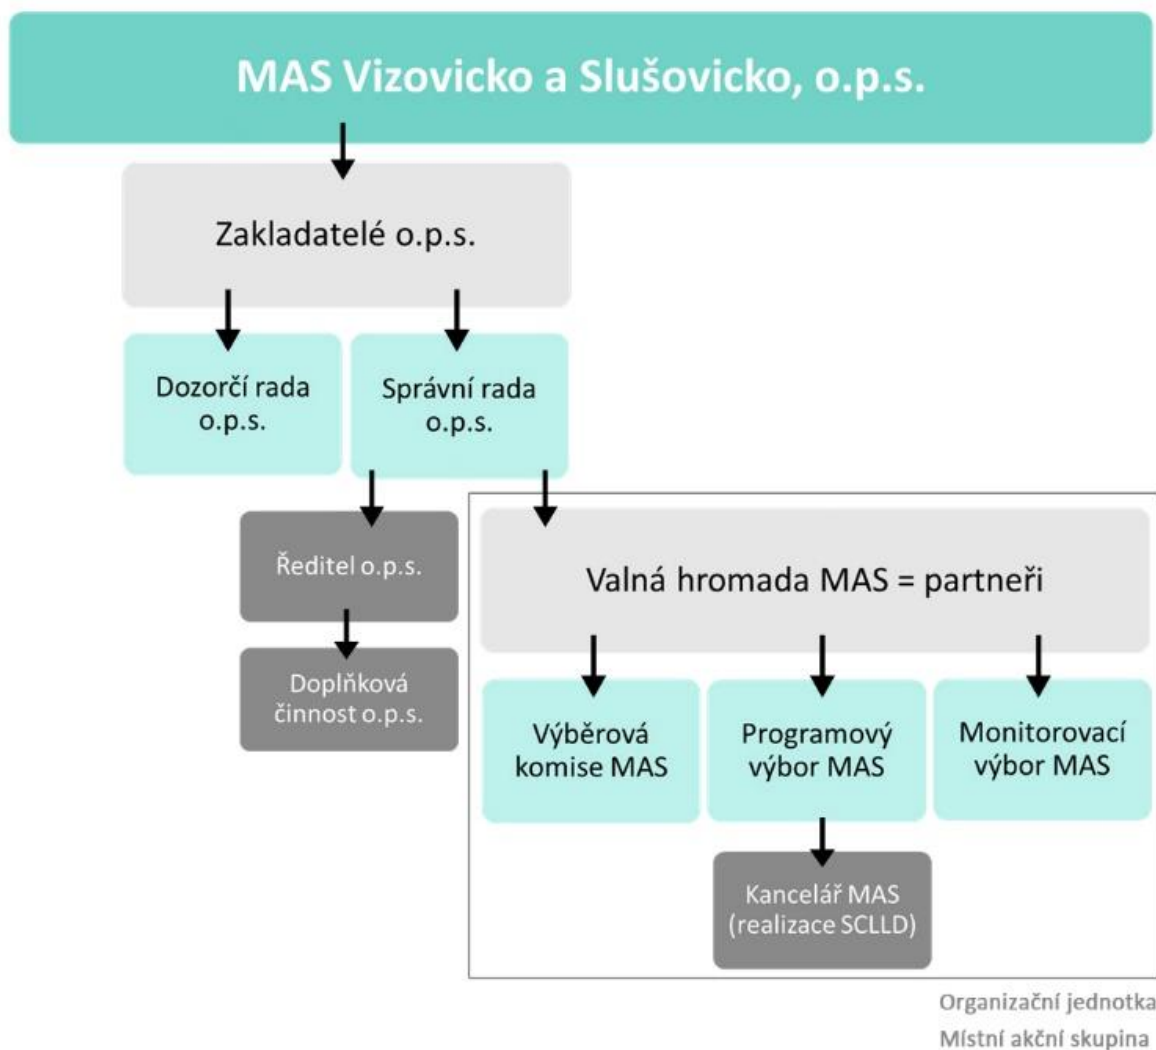 MAS Vizovicko a Slušovicko, o.p.s.
Zakladatelé o.p.s.
Dozorčí rada
o.p.s.
Správní rada
o.p.s.
Ředitel o.p.s.
Doplňková
činnost o.p.s.
Valná hromada MAS = partneři
Výběrová
komise MAS
Programový
výbor MAS
Monitorovací
výbor MAS
Kancelář MAS
(realizace SCLLD)
Organizační jednotka
Místní akční skupina